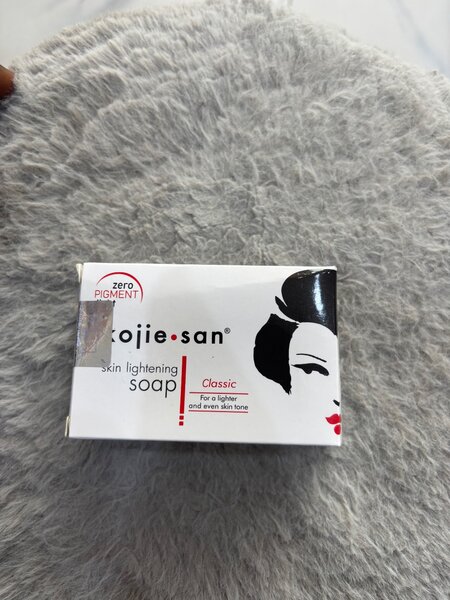 zero
PIGMENT
kojie•san®
skin lightening
soap
Classic
For a lighter
and even skin tone